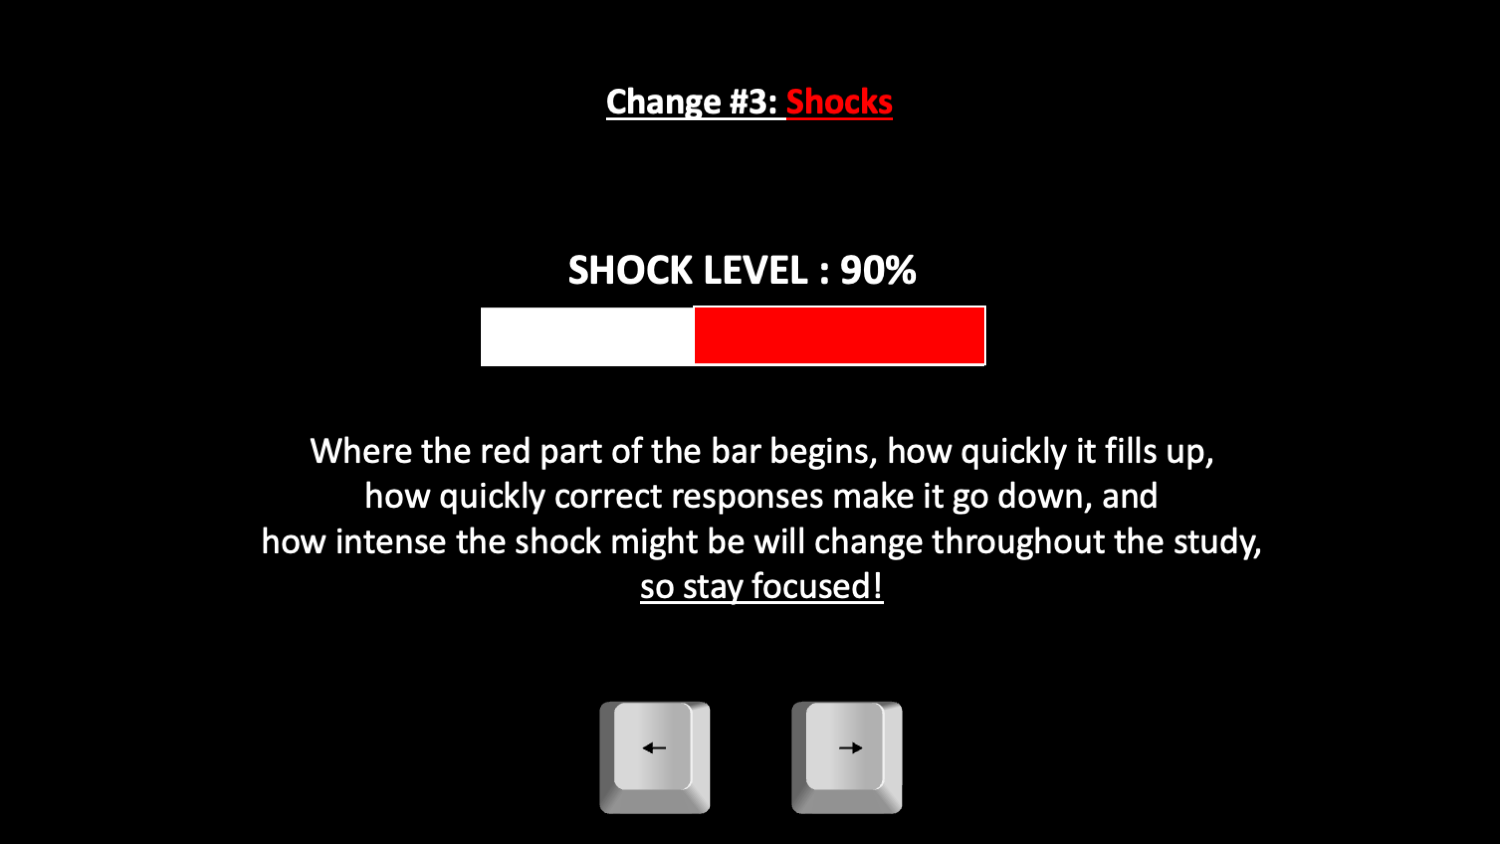 Change #3: Shocks
SHOCK LEVEL : 90%
Where the red part of the bar begins, how quickly it fills up,
how quickly correct responses make it go down, and
how intense the shock might be will change throughout the study,
so stay focused!
← →